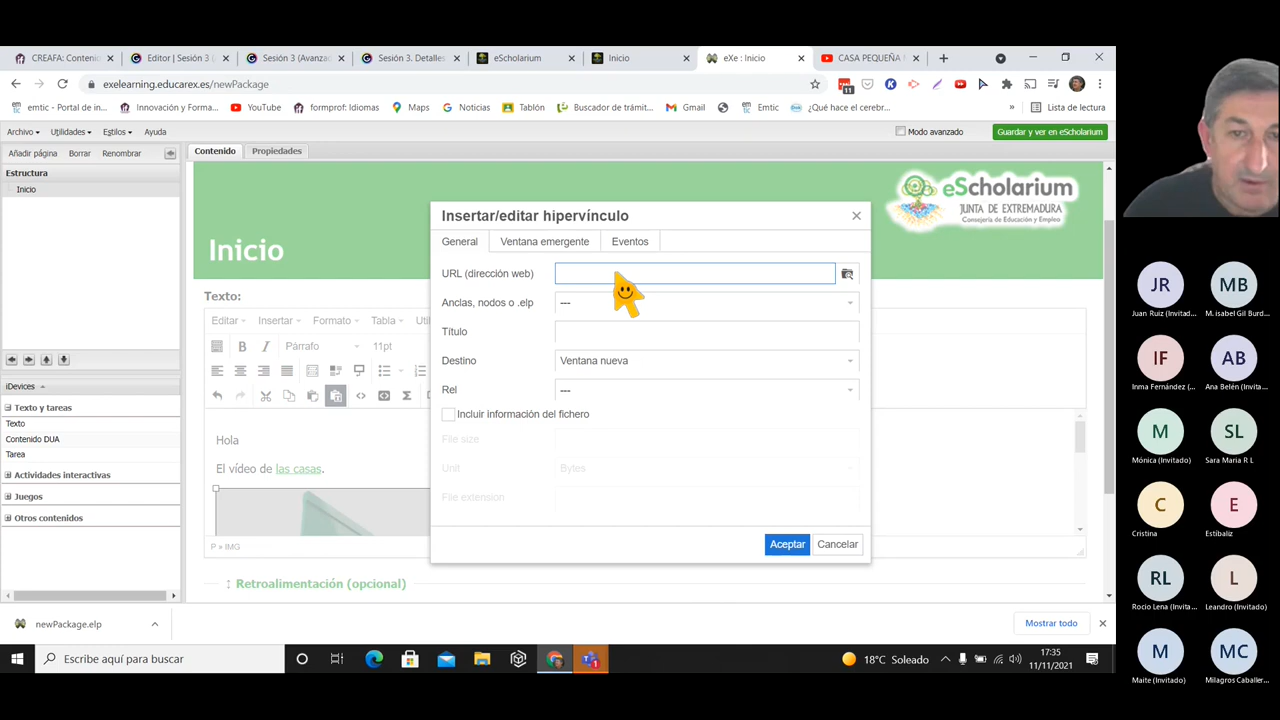 CREAFA: Contenid
Editor | Sesión 3 (
Sesión 3 (Avanza
Sesión 3. Detalles
eScholarium
Inicio
eXe : Inicio
CASA PEQUEÑA
exelearning.educarex.es/newPackage
11
emtic - Portal de in...
Innovación y Forma...
YouTube
formprof: Idiomas
Maps
Noticias
Tablón
Buscador de trámit...
Gmail
Emtic
¿Qué hace el cerebr...
»
Lista de lectura
Archivo
Utilidades
Estilos
Ayuda
Modo avanzado
Guardar y ver en eScholarium
Añadir página
Borrar
Renombrar
Contenido
Propiedades
Estructura
Inicio
eScholarium
JUNTA DE EXTREMADURA
Consejería de Educación y Empleo
Inicio
Insertar/editar hipervínculo
General
Ventana emergente
Eventos
URL (dirección web)
Anclas, nodos o .elp
---
Título
Destino
Ventana nueva
Rel
---
Incluir información del fichero
File size
Unit
Bytes
File extension
Aceptar
Cancelar
Texto:
Editar
Insertar
Formato
Tabla
Uti
B
I
Párrafo
11pt
Hola
El vídeo de las casas.
P » IMG
Retroalimentación (opcional)
iDevices
Texto y tareas
Texto
Contenido DUA
Tarea
Actividades interactivas
Juegos
Otros contenidos
newPackage.elp
Mostrar todo
Escribe aquí para buscar
18°C Soleado
17:35
11/11/2021
JR
Juan Ruiz (Invitad...
MB
M. isabel Gil Burd...
IF
Inma Fernández (...
AB
Ana Belén (Invita...
M
Mónica (Invitado)
SL
Sara Maria R L
C
Cristina
E
Estíbaliz
RL
Rocio Lena (Invita...
L
Leandro (Invitado)
M
Maite (Invitado)
MC
Milagros Caballer...